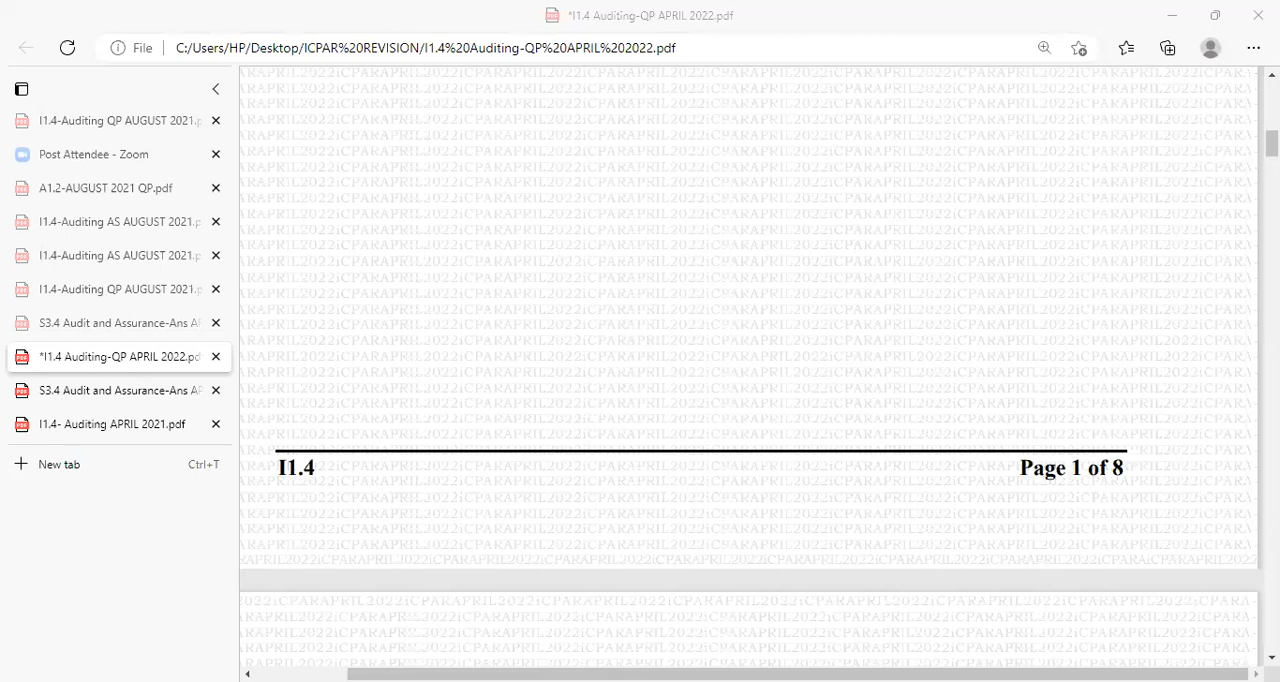 *I1.4 Auditing-QP APRIL 2022.pdf
File
C:/Users/HP/Desktop/ICPAR%20REVISION/I1.4%20Auditing-QP%20APRIL%202022.pdf
I1.4-Auditing QP AUGUST 2021.p
Post Attendee - Zoom
A1.2-AUGUST 2021 QP.pdf
I1.4-Auditing AS AUGUST 2021.p
I1.4-Auditing AS AUGUST 2021.p
I1.4-Auditing QP AUGUST 2021.p
S3.4 Audit and Assurance-Ans AP
*I1.4 Auditing-QP APRIL 2022.pd
S3.4 Audit and Assurance-Ans AP
I1.4- Auditing APRIL 2021.pdf
New tab Ctrl+T
I1.4 Page 1 of 8